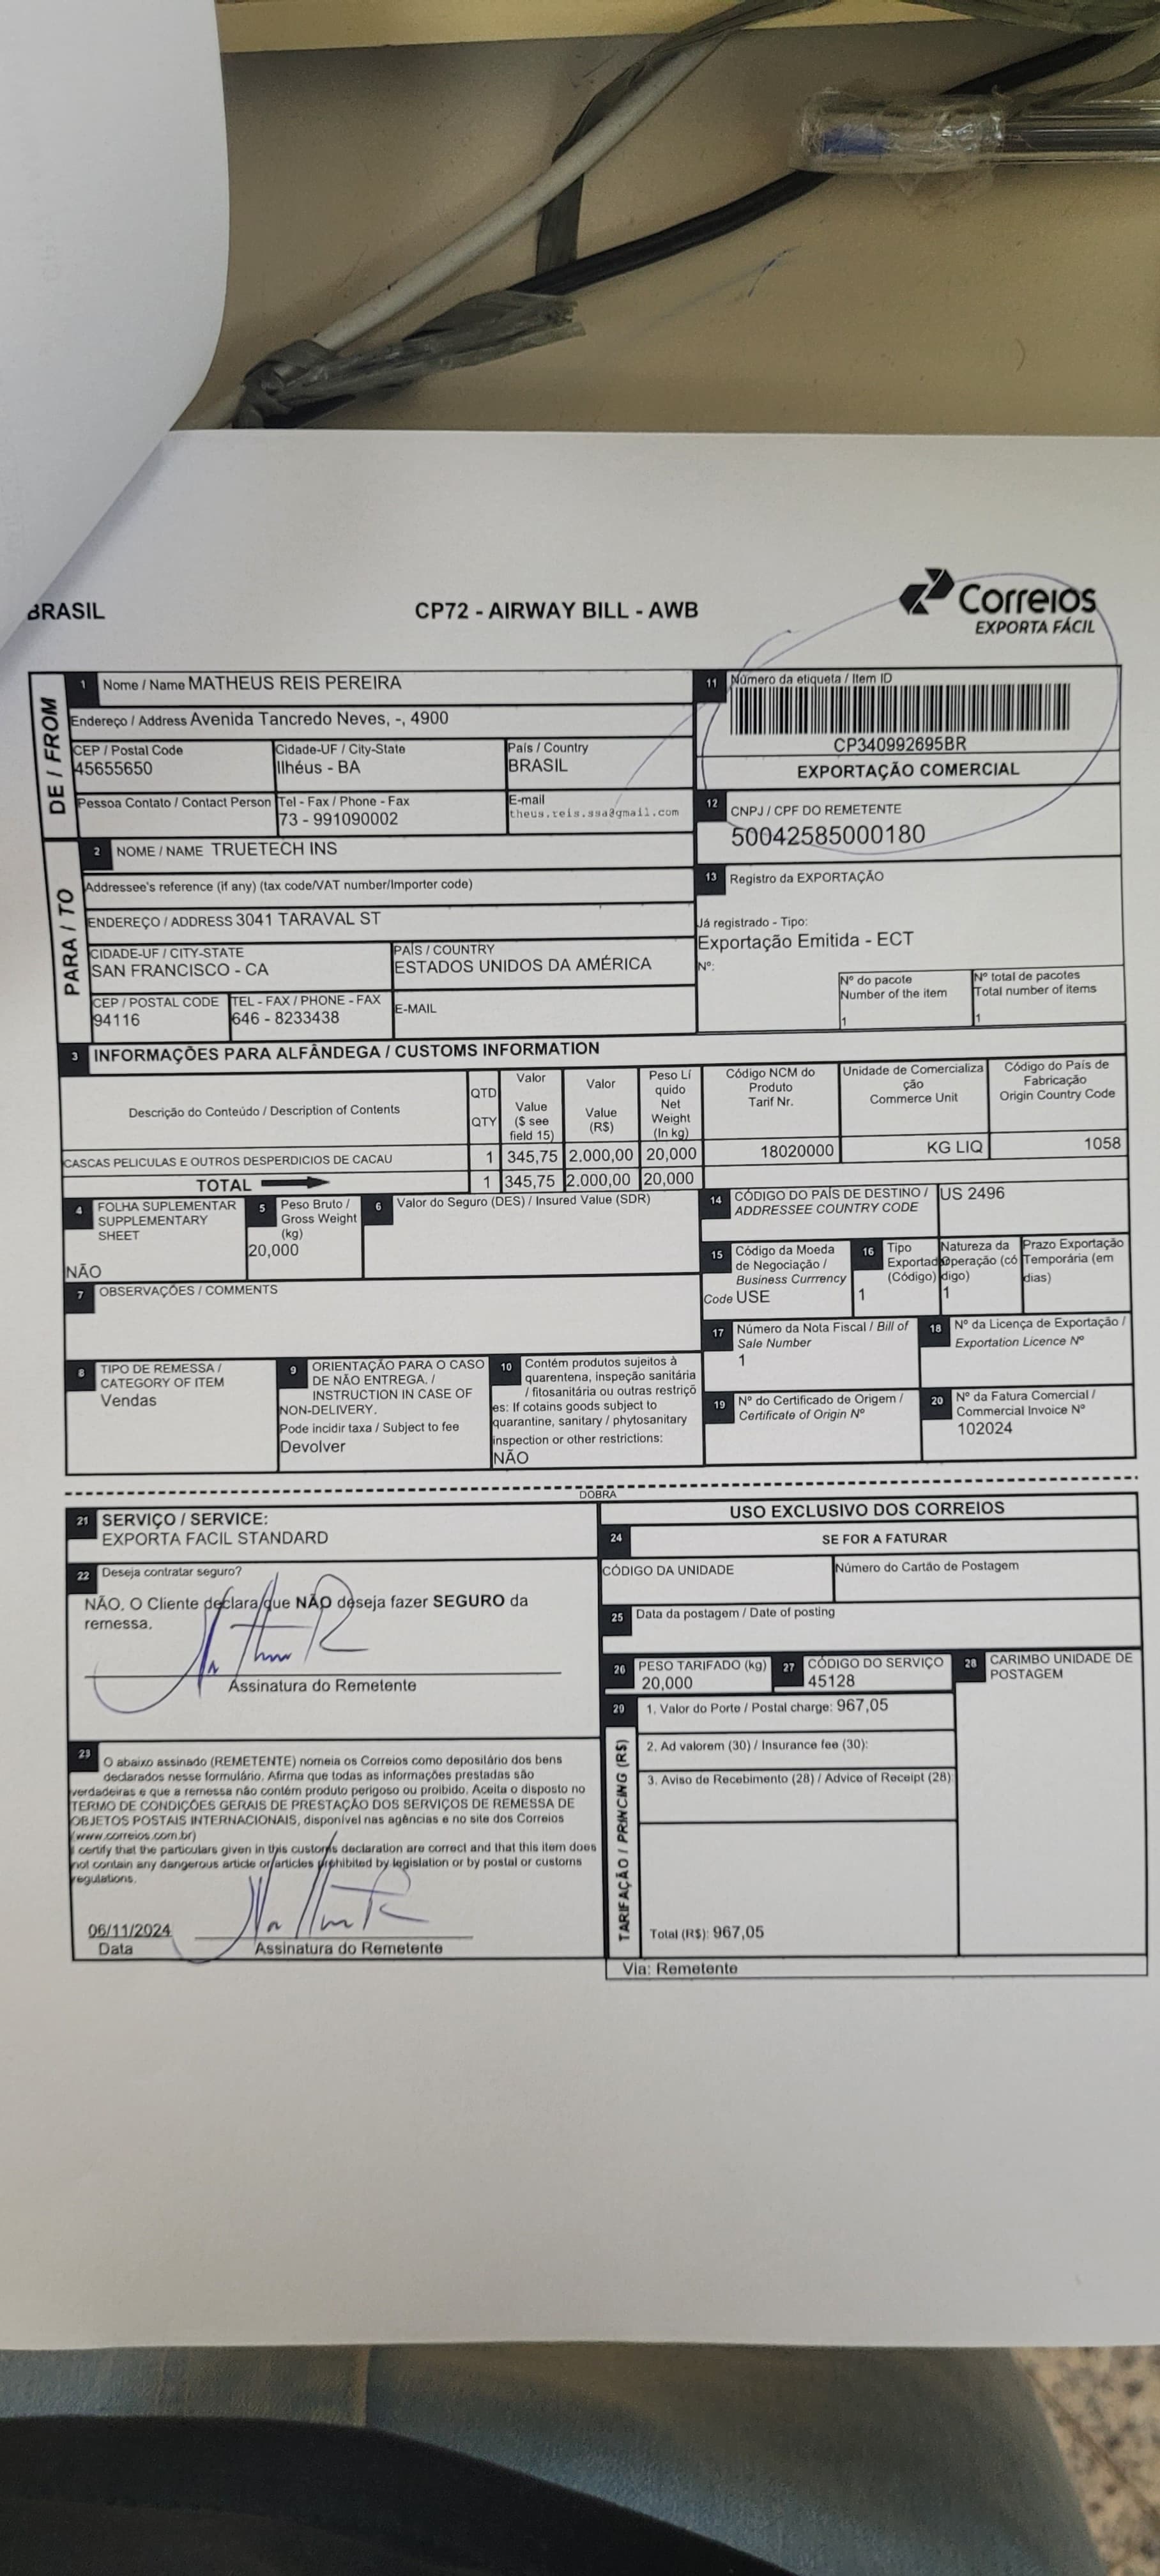 BRASIL
CP72 - AIRWAY BILL - AWB
Correios
EXPORTA FÁCIL
DE / FROM
1 Nome / Name MATHEUS REIS PEREIRA
Endereço / Address Avenida Tancredo Neves, -, 4900
CEP / Postal Code
45655650
Cidade-UF / City-State
Ilhéus - BA
País / Country
BRASIL
Pessoa Contato / Contact Person
Tel - Fax / Phone - Fax
73 - 991090002
E-mail
theus.reis.ssa@gmail.com
11 Número da etiqueta / Item ID
CP340992695BR
EXPORTAÇÃO COMERCIAL
12 CNPJ / CPF DO REMETENTE
50042585000180
PARA / TO
2 NOME / NAME TRUETECH INS
Addressee's reference (if any) (tax code/VAT number/Importer code)
ENDEREÇO / ADDRESS 3041 TARAVAL ST
CIDADE-UF / CITY-STATE
SAN FRANCISCO - CA
PAÍS / COUNTRY
ESTADOS UNIDOS DA AMÉRICA
CEP / POSTAL CODE
94116
TEL - FAX / PHONE - FAX
646 - 8233438
E-MAIL
13 Registro da EXPORTAÇÃO
Já registrado - Tipo:
Exportação Emitida - ECT
Nº:
Nº do pacote
Number of the item
1
Nº total de pacotes
Total number of items
1
3 INFORMAÇÕES PARA ALFÂNDEGA / CUSTOMS INFORMATION
Descrição do Conteúdo / Description of Contents
QTD
QTY
Valor
Value
($ see
field 15)
Valor
Value
(R$)
Peso Lí
quido
Net
Weight
(In kg)
Código NCM do
Produto
Tarif Nr.
Unidade de Comercializa
ção
Commerce Unit
Código do País de
Fabricação
Origin Country Code
CASCAS PELICULAS E OUTROS DESPERDICIOS DE CACAU 1 345,75 2.000,00 20,000 18020000 KG LIQ 1058
TOTAL 1 345,75 2.000,00 20,000
4 FOLHA SUPLEMENTAR
SUPPLEMENTARY
SHEET
NÃO
5 Peso Bruto /
Gross Weight
(kg)
20,000
6 Valor do Seguro (DES) / Insured Value (SDR)
14 CÓDIGO DO PAÍS DE DESTINO /
ADDRESSEE COUNTRY CODE
US 2496
15 Código da Moeda
de Negociação /
Business Currrency
Code USE
16 Tipo
Exportad
(Código)
1
Natureza da
Operação (có
digo)
1
Prazo Exportação
Temporária (em
dias)
7 OBSERVAÇÕES / COMMENTS
17 Número da Nota Fiscal / Bill of
Sale Number
1
18 Nº da Licença de Exportação /
Exportation Licence Nº
8 TIPO DE REMESSA /
CATEGORY OF ITEM
Vendas
9 ORIENTAÇÃO PARA O CASO
DE NÃO ENTREGA. /
INSTRUCTION IN CASE OF
NON-DELIVERY.
Pode incidir taxa / Subject to fee
Devolver
10 Contém produtos sujeitos à
quarentena, inspeção sanitária
/ fitosanitária ou outras restriçõ
es: If cotains goods subject to
quarantine, sanitary / phytosanitary
inspection or other restrictions:
NÃO
19 Nº do Certificado de Origem /
Certificate of Origin Nº
20 Nº da Fatura Comercial /
Commercial Invoice Nº
102024
DOBRA
21 SERVIÇO / SERVICE:
EXPORTA FACIL STANDARD
22 Deseja contratar seguro?
NÃO. O Cliente declara que NÃO deseja fazer SEGURO da
remessa.
Assinatura do Remetente
23 O abaixo assinado (REMETENTE) nomeia os Correios como depositário dos bens
declarados nesse formulário. Afirma que todas as informações prestadas são
verdadeiras e que a remessa não contém produto perigoso ou proibido. Aceita o disposto no
TERMO DE CONDIÇÕES GERAIS DE PRESTAÇÃO DOS SERVIÇOS DE REMESSA DE
OBJETOS POSTAIS INTERNACIONAIS, disponível nas agências e no site dos Correios
(www.correios.com.br)
I certify that the particulars given in this customs declaration are correct and that this item does
not contain any dangerous article or articles prohibited by legislation or by postal or customs
regulations.
06/11/2024
Data
Assinatura do Remetente
USO EXCLUSIVO DOS CORREIOS
24 SE FOR A FATURAR
CÓDIGO DA UNIDADE
Número do Cartão de Postagem
25 Data da postagem / Date of posting
26 PESO TARIFADO (kg)
20,000
27 CÓDIGO DO SERVIÇO
45128
28 CARIMBO UNIDADE DE
POSTAGEM
29
TARIFAÇÃO / PRINCING (R$)
1. Valor do Porte / Postal charge: 967,05
2. Ad valorem (30) / Insurance fee (30):
3. Aviso de Recebimento (28) / Advice of Receipt (28)
Total (R$): 967,05
Via: Remetente